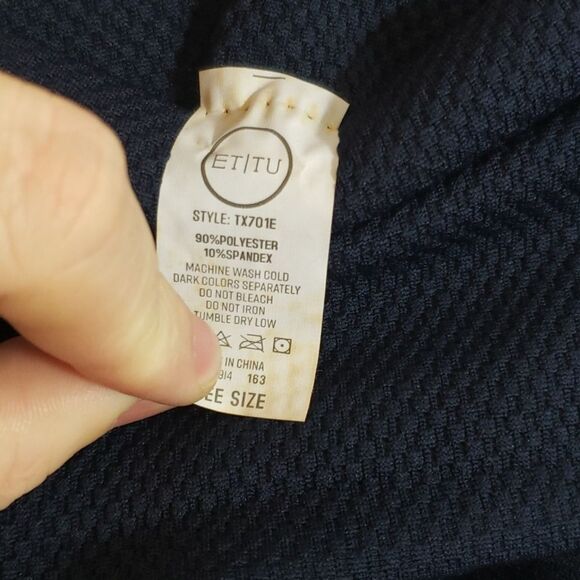 ET|TU
STYLE: TX701E
90%POLYESTER
10%SPANDEX
MACHINE WASH COLD
DARK COLORS SEPARATELY
DO NOT BLEACH
DO NOT IRON
TUMBLE DRY LOW
IN CHINA
163
SIZE